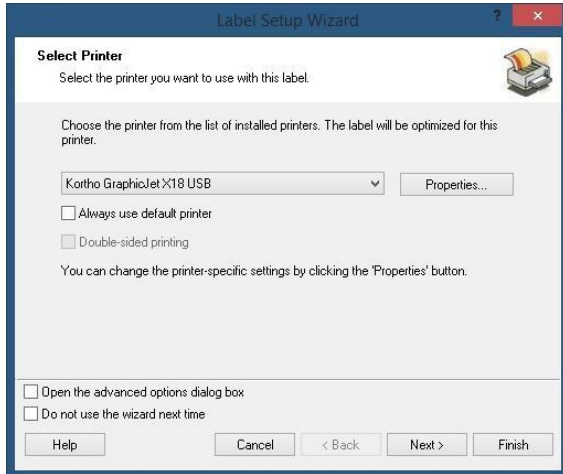 Label Setup Wizard
?
Select Printer
Select the printer you want to use with this label.
Choose the printer from the list of installed printers. The label will be optimized for this
printer.
Kortho GraphicJet X18 USB
Properties...
Always use default printer
Double-sided printing
You can change the printer-specific settings by clicking the 'Properties' button.
Open the advanced options dialog box
Do not use the wizard next time
Help
Cancel
< Back
Next >
Finish